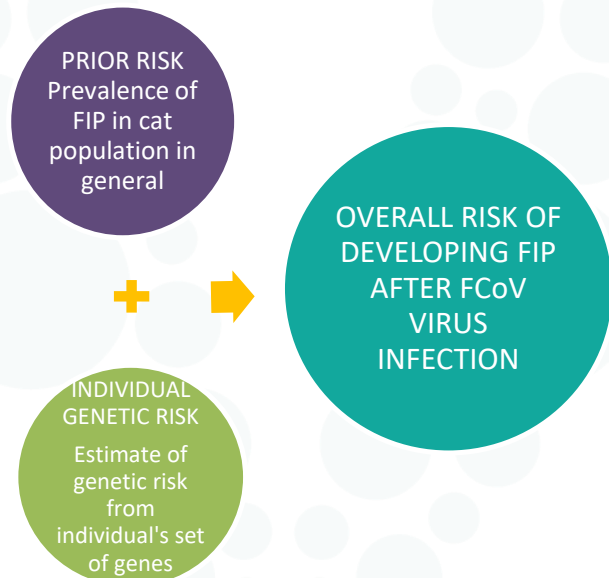 PRIOR RISK
Prevalence of
FIP in cat
population in
general
INDIVIDUAL
GENETIC RISK
Estimate of
genetic risk
from
individual's set
of genes
OVERALL RISK OF
DEVELOPING FIP
AFTER FCoV
VIRUS
INFECTION